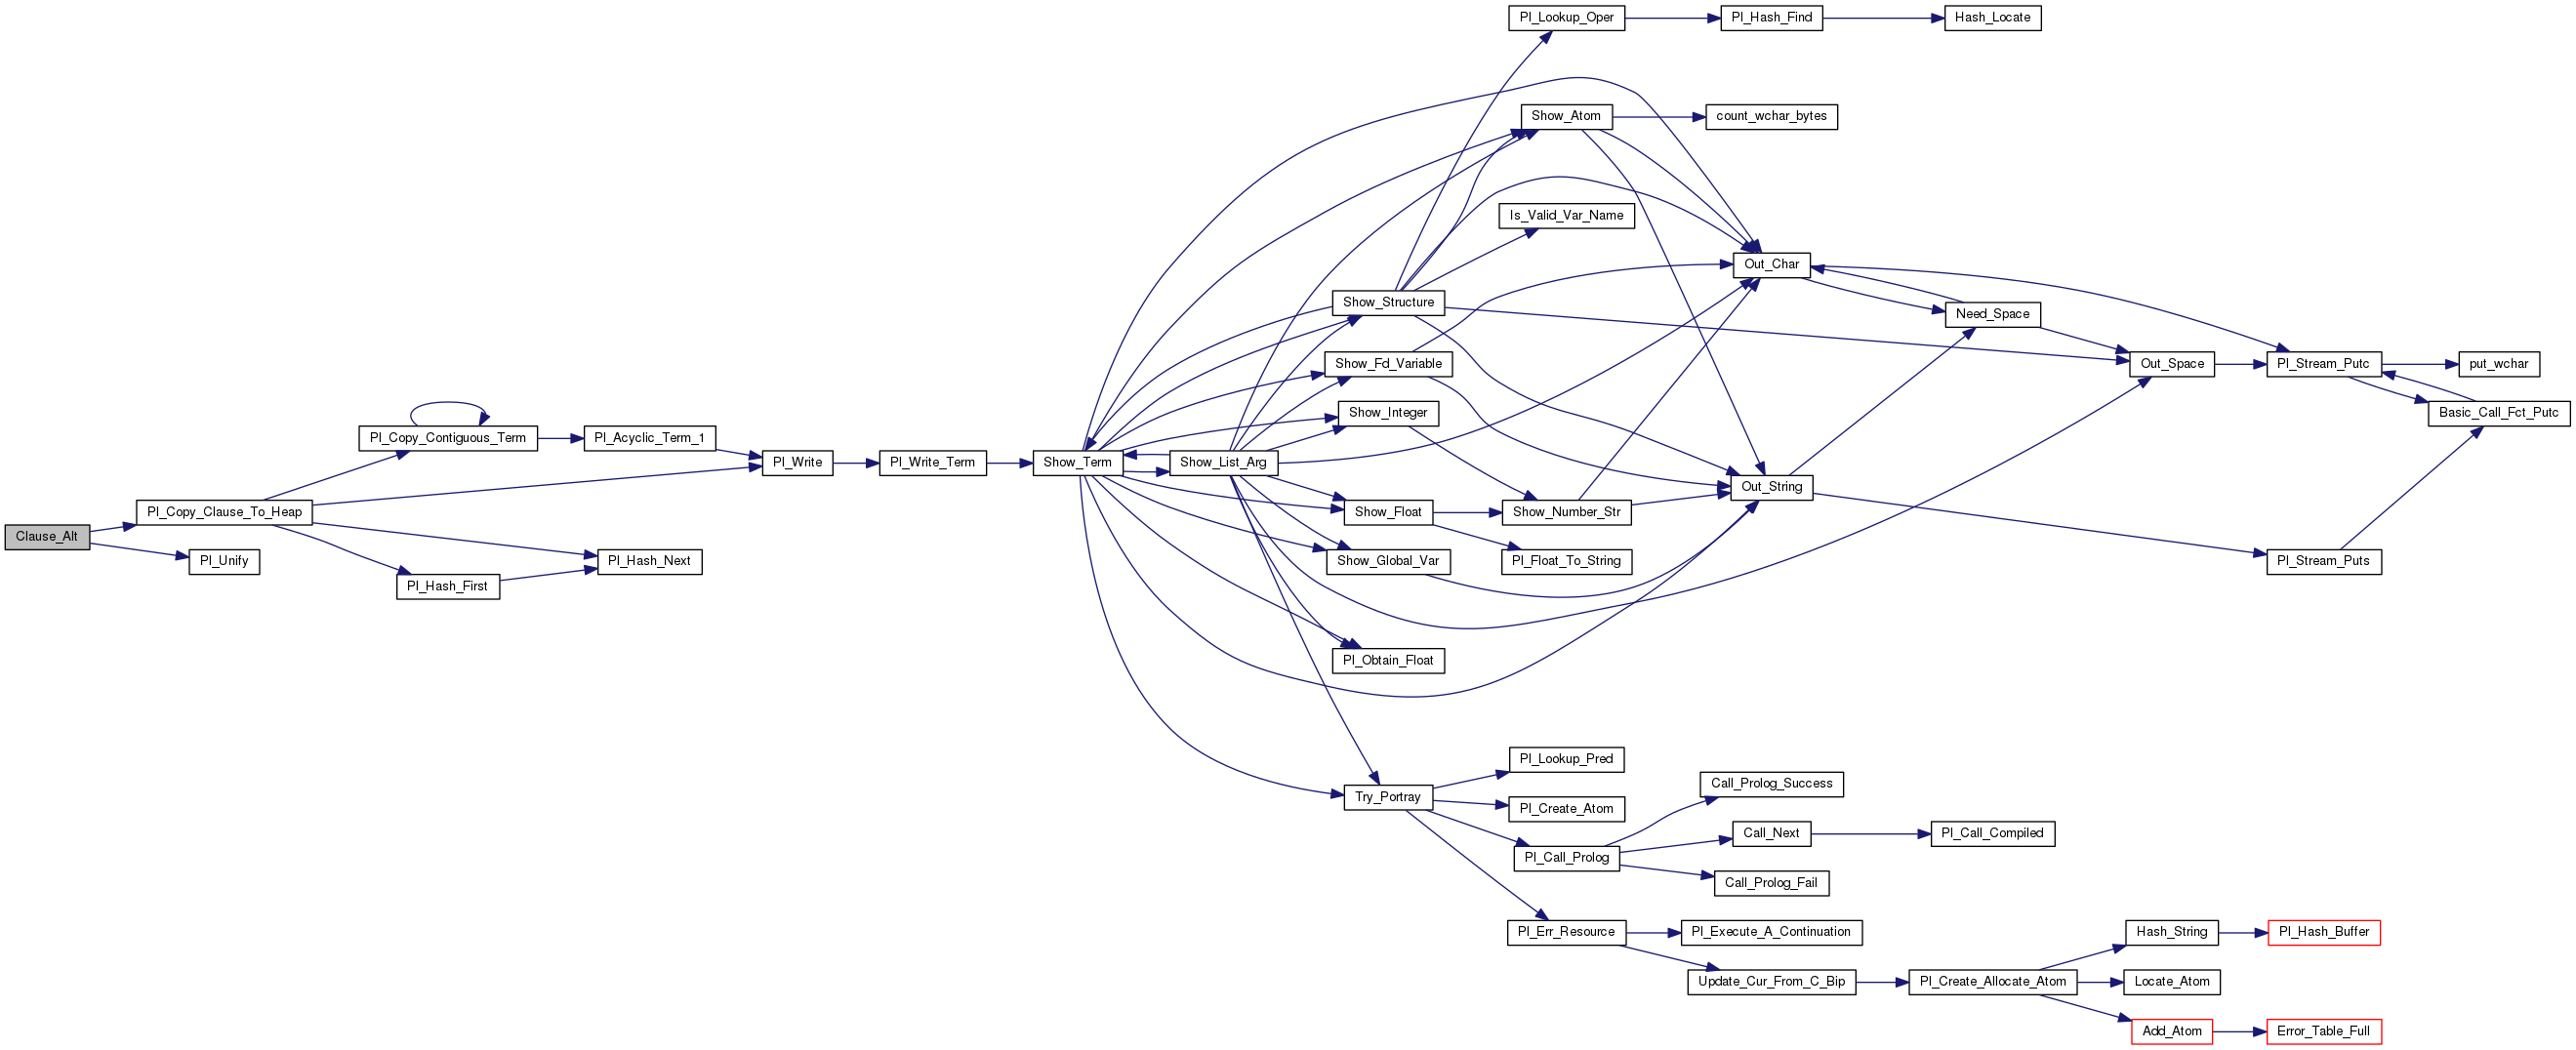 Pl_Lookup_Oper
Pl_Hash_Find
Hash_Locate
Show_Atom
count_wchar_bytes
Is_Valid_Var_Name
Out_Char
Show_Structure
Need_Space
Show_Fd_Variable
Out_Space
Pl_Stream_Putc
put_wchar
Show_Integer
Basic_Call_Fct_Putc
Pl_Copy_Contiguous_Term
Pl_Acyclic_Term_1
Pl_Write
Pl_Write_Term
Show_Term
Show_List_Arg
Out_String
Pl_Copy_Clause_To_Heap
Show_Float
Show_Number_Str
Clause_Alt
Pl_Unify
Pl_Hash_Next
Show_Global_Var
Pl_Float_To_String
Pl_Stream_Puts
Pl_Hash_First
Pl_Obtain_Float
Pl_Lookup_Pred
Call_Prolog_Success
Try_Portray
Pl_Create_Atom
Call_Next
Pl_Call_Compiled
Pl_Call_Prolog
Call_Prolog_Fail
Pl_Err_Resource
Pl_Execute_A_Continuation
Hash_String
Pl_Hash_Buffer
Update_Cur_From_C_Bip
Pl_Create_Allocate_Atom
Locate_Atom
Add_Atom
Error_Table_Full